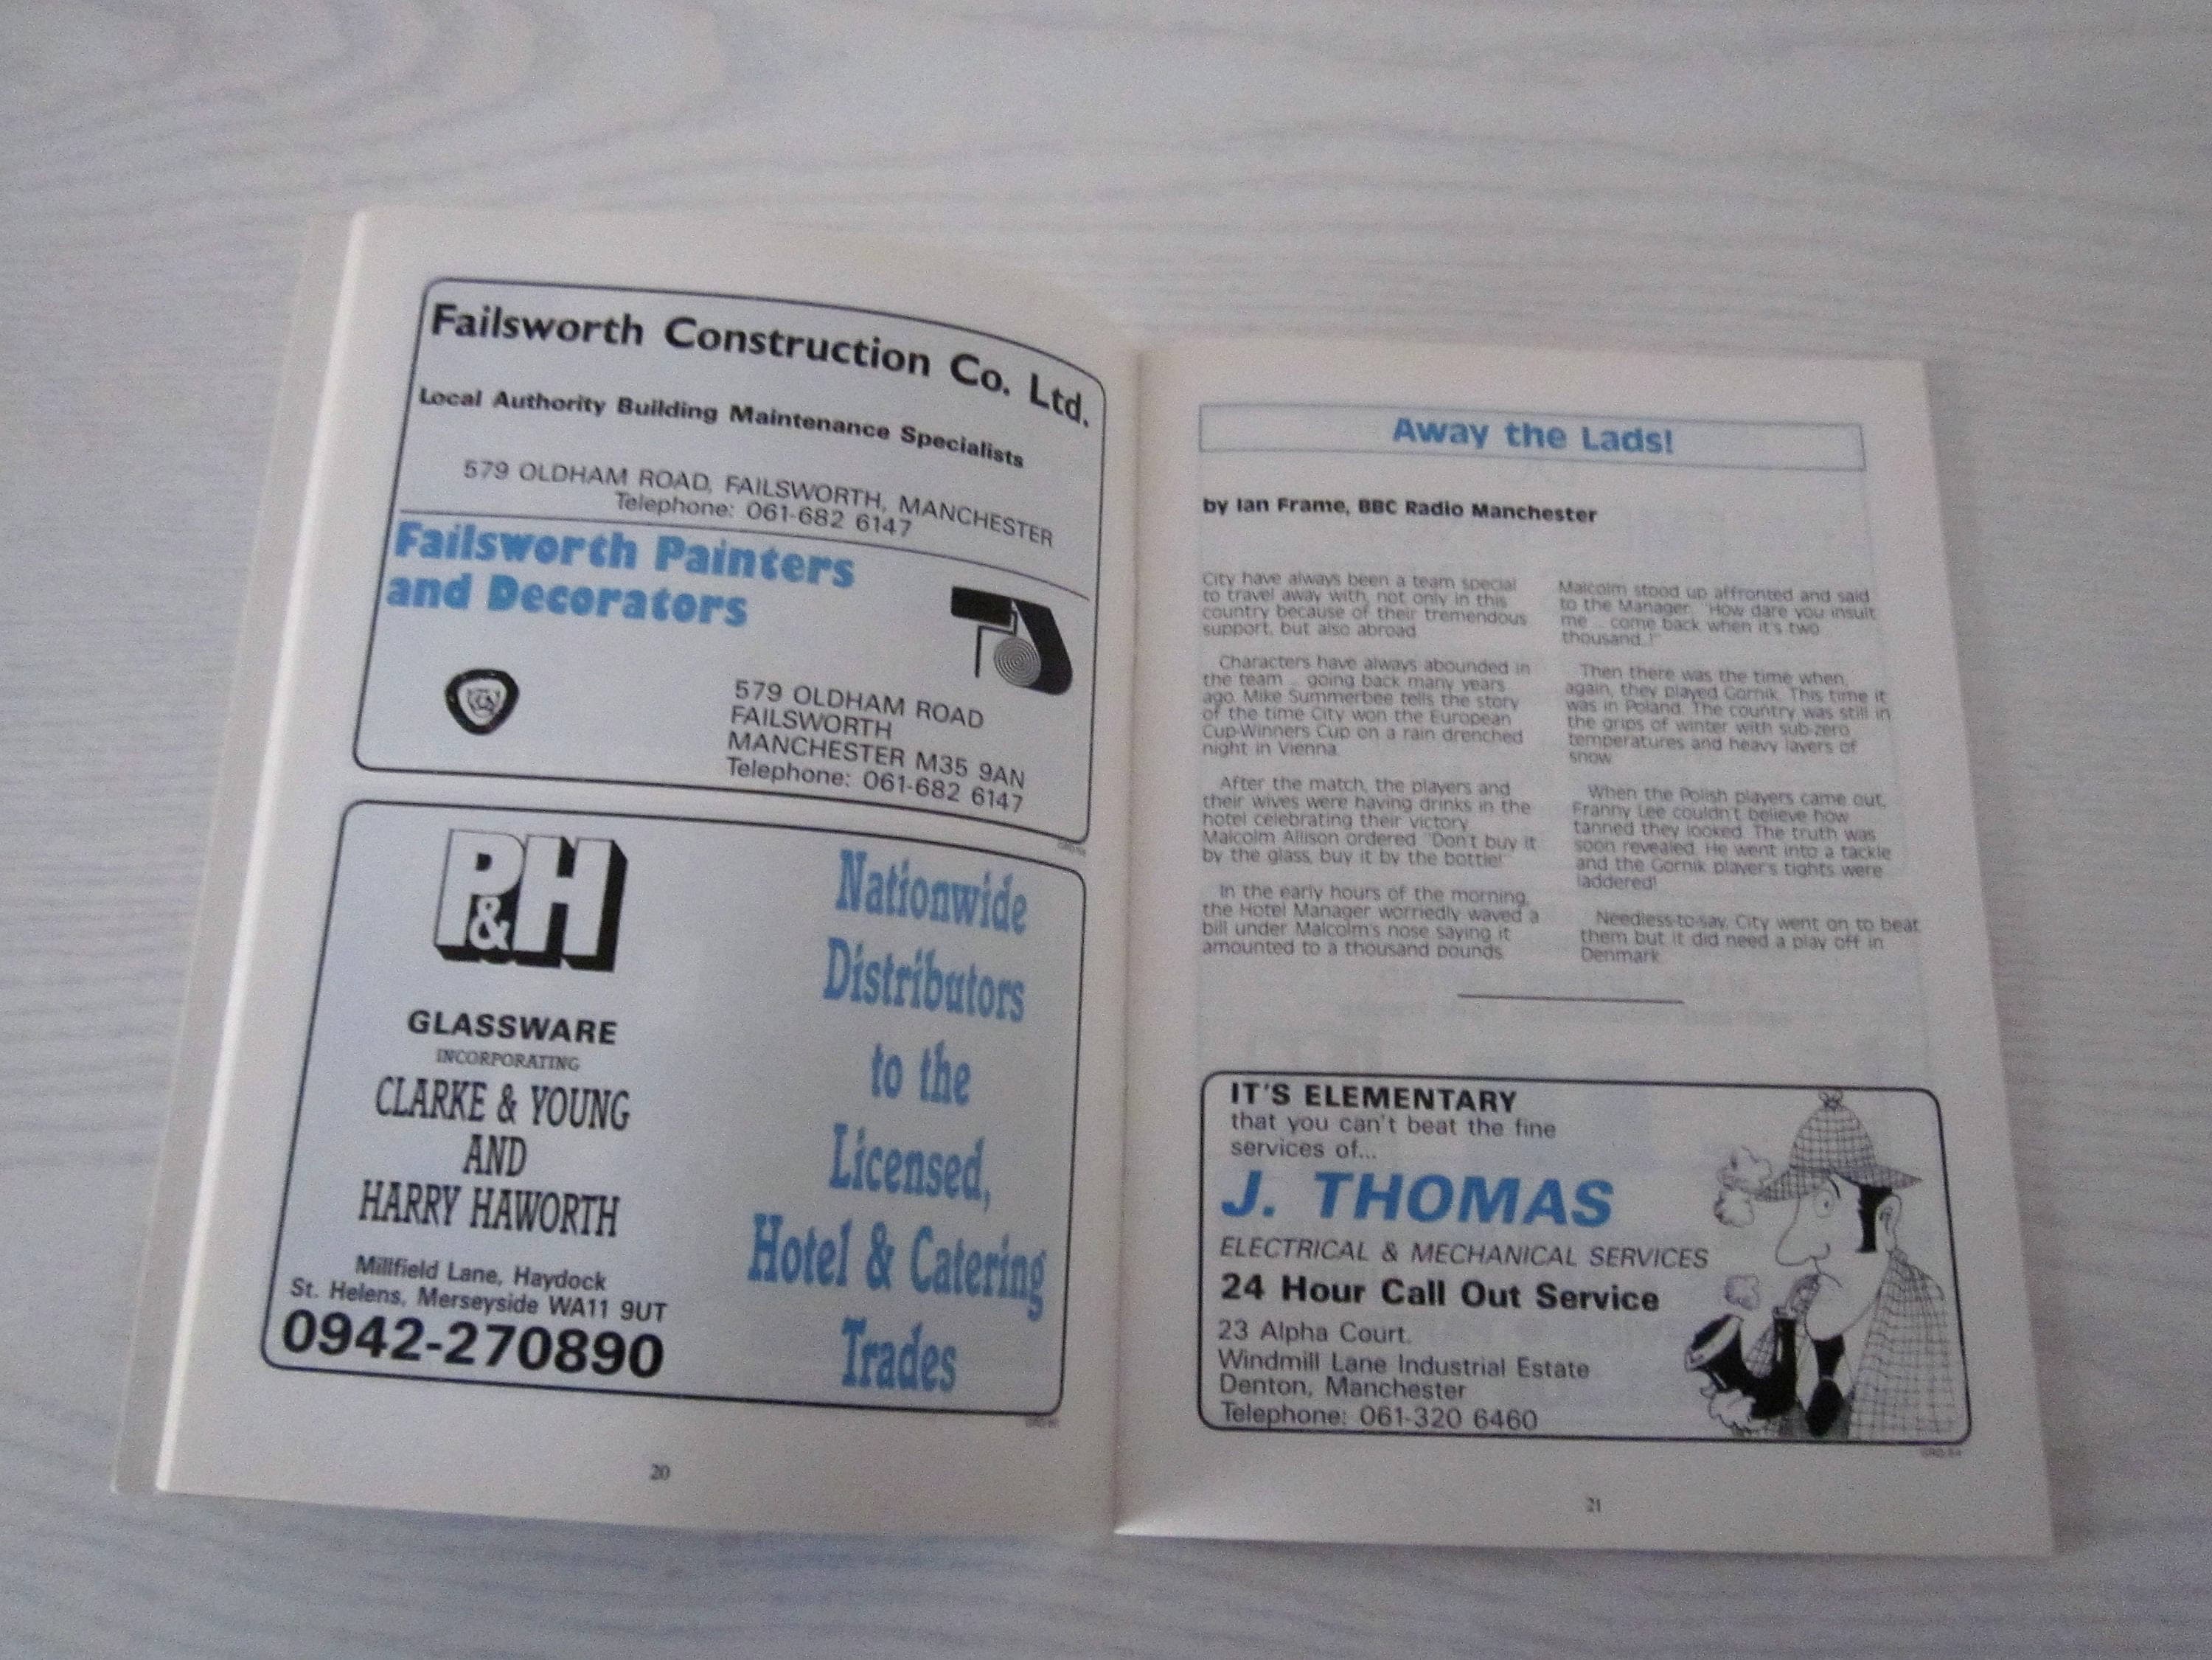 Failsworth Construction Co. Ltd.
Local Authority Building Maintenance Specialists
579 OLDHAM ROAD, FAILSWORTH, MANCHESTER
Telephone: 061-682 6147
Failsworth Painters
and Decorators
579 OLDHAM ROAD
FAILSWORTH
MANCHESTER M35 9AN
Telephone: 061-682 6147
P&H
GLASSWARE
INCORPORATING
CLARKE & YOUNG
AND
HARRY HAWORTH
Millfield Lane, Haydock
St. Helens, Merseyside WA11 9UT
0942-270890
Nationwide
Distributors
to the
Licensed,
Hotel & Catering
Trades
20
Away the Lads!
by Ian Frame, BBC Radio Manchester
City have always been a team special
to travel away with, not only in this
country because of their tremendous
support, but also abroad.
Characters have always abounded in
the team ... going back many years
ago. Mike Summerbee tells the story
of the time City won the European
Cup-Winners Cup on a rain drenched
night in Vienna.
After the match, the players and
their wives were having drinks in the
hotel celebrating their victory.
Malcolm Allison ordered "Don't buy it
by the glass, buy it by the bottle!"
In the early hours of the morning,
the Hotel Manager worriedly waved a
bill under Malcolm's nose saying it
amounted to a thousand pounds.
Malcolm stood up affronted and said
to the Manager: "How dare you insult
me ... come back when it's two
thousand..!"
Then there was the time when,
again, they played Gornik. This time it
was in Poland. The country was still in
the grips of winter with sub-zero
temperatures and heavy layers of
snow.
When the Polish players came out,
Franny Lee couldn't believe how
tanned they looked. The truth was
soon revealed. He went into a tackle
and the Gornik player's tights were
laddered!
Needless-to-say, City went on to beat
them but it did need a play off in
Denmark.
IT'S ELEMENTARY
that you can't beat the fine
services of...
J. THOMAS
ELECTRICAL & MECHANICAL SERVICES
24 Hour Call Out Service
23 Alpha Court.
Windmill Lane Industrial Estate
Denton, Manchester
Telephone: 061-320 6460
21